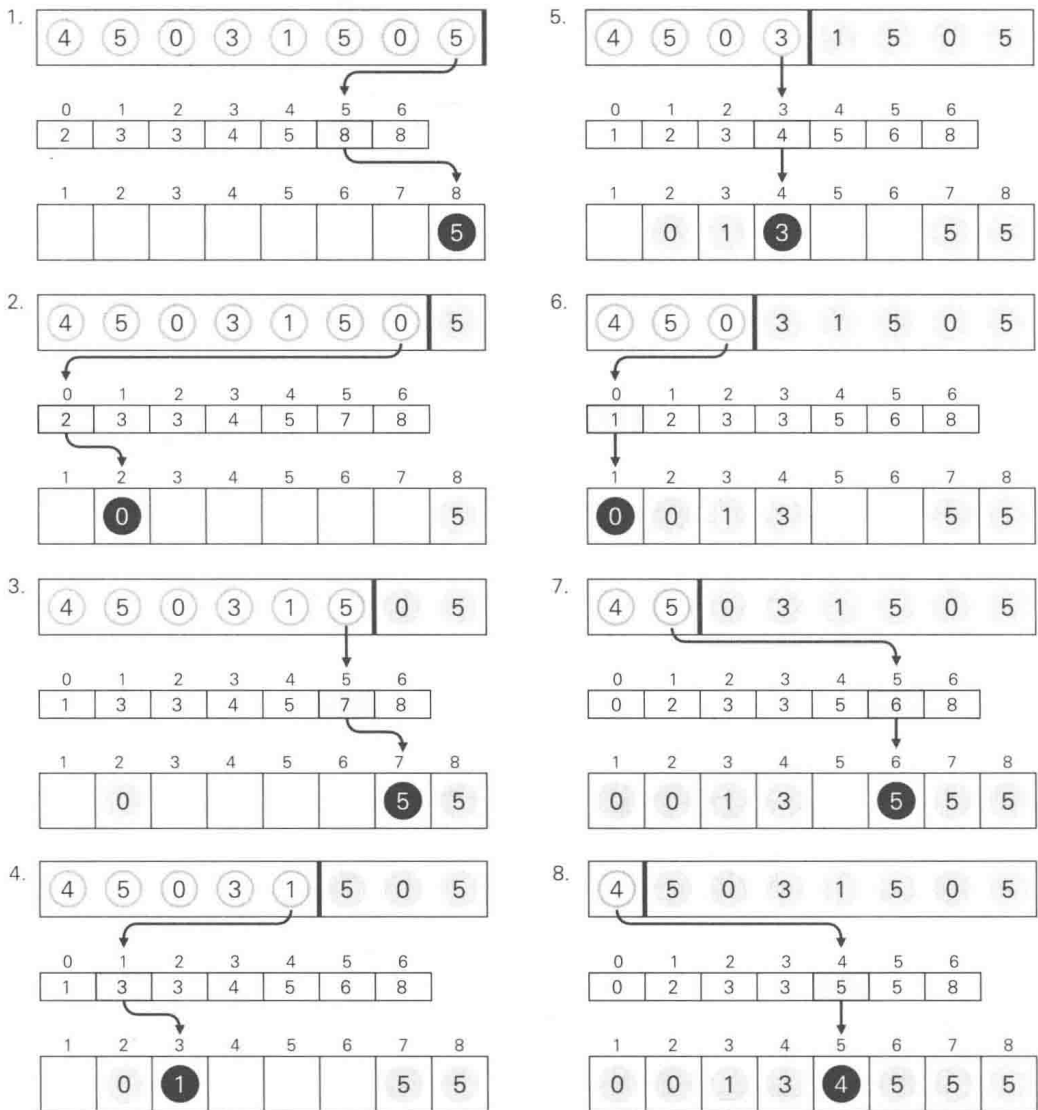 1.
4 5 0 3 1 5 0 5
0 1 2 3 4 5 6
2 3 3 4 5 8 8
1 2 3 4 5 6 7 8
5
2.
4 5 0 3 1 5 0 5
0 1 2 3 4 5 6
2 3 3 4 5 7 8
1 2 3 4 5 6 7 8
0 5
3.
4 5 0 3 1 5 0 5
0 1 2 3 4 5 6
1 3 3 4 5 7 8
1 2 3 4 5 6 7 8
0 5 5
4.
4 5 0 3 1 5 0 5
0 1 2 3 4 5 6
1 3 3 4 5 6 8
1 2 3 4 5 6 7 8
0 1 5 5
5.
4 5 0 3 1 5 0 5
0 1 2 3 4 5 6
1 2 3 4 5 6 8
1 2 3 4 5 6 7 8
0 1 3 5 5
6.
4 5 0 3 1 5 0 5
0 1 2 3 4 5 6
1 2 3 3 5 6 8
1 2 3 4 5 6 7 8
0 0 1 3 5 5
7.
4 5 0 3 1 5 0 5
0 1 2 3 4 5 6
0 2 3 3 5 6 8
1 2 3 4 5 6 7 8
0 0 1 3 5 5 5
8.
4 5 0 3 1 5 0 5
0 1 2 3 4 5 6
0 2 3 3 5 5 8
1 2 3 4 5 6 7 8
0 0 1 3 4 5 5 5